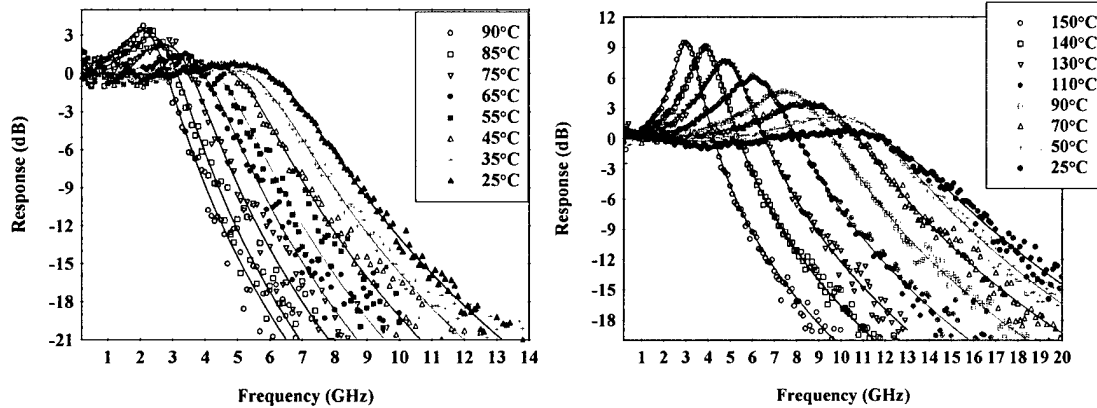 3
0
-3
-6
-9
-12
-15
-18
-21
Response (dB)
1 2 3 4 5 6 7 8 9 10 11 12 13 14
Frequency (GHz)
90°C
85°C
75°C
65°C
55°C
45°C
35°C
25°C
12
9
6
3
0
-3
-6
-9
-12
-15
-18
Response (dB)
1 2 3 4 5 6 7 8 9 10 11 12 13 14 15 16 17 18 19 20
Frequency (GHz)
150°C
140°C
130°C
110°C
90°C
70°C
50°C
25°C